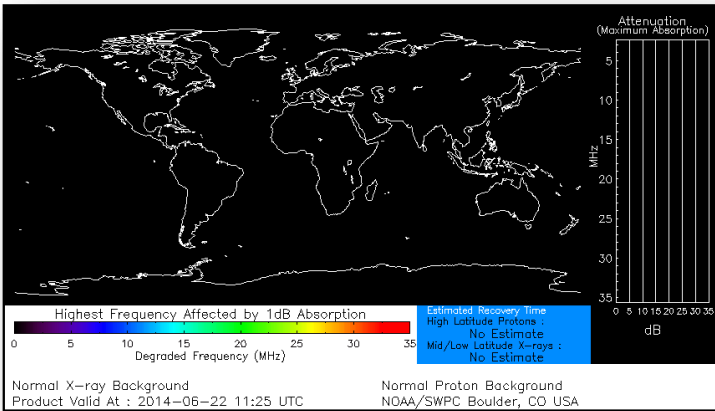 Attenuation
(Maximum Absorption)
5
10
15
20
25
30
35
MHz
0 5 10 15 20 25 30 35
dB
Highest Frequency Affected by 1dB Absorption
0 5 10 15 20 25 30 35
Degraded Frequency (MHz)
Estimated Recovery Time
High Latitude Protons :
No Estimate
Mid/Low Latitude X-rays :
No Estimate
Normal X-ray Background
Product Valid At : 2014-06-22 11:25 UTC
Normal Proton Background
NOAA/SWPC Boulder, CO USA